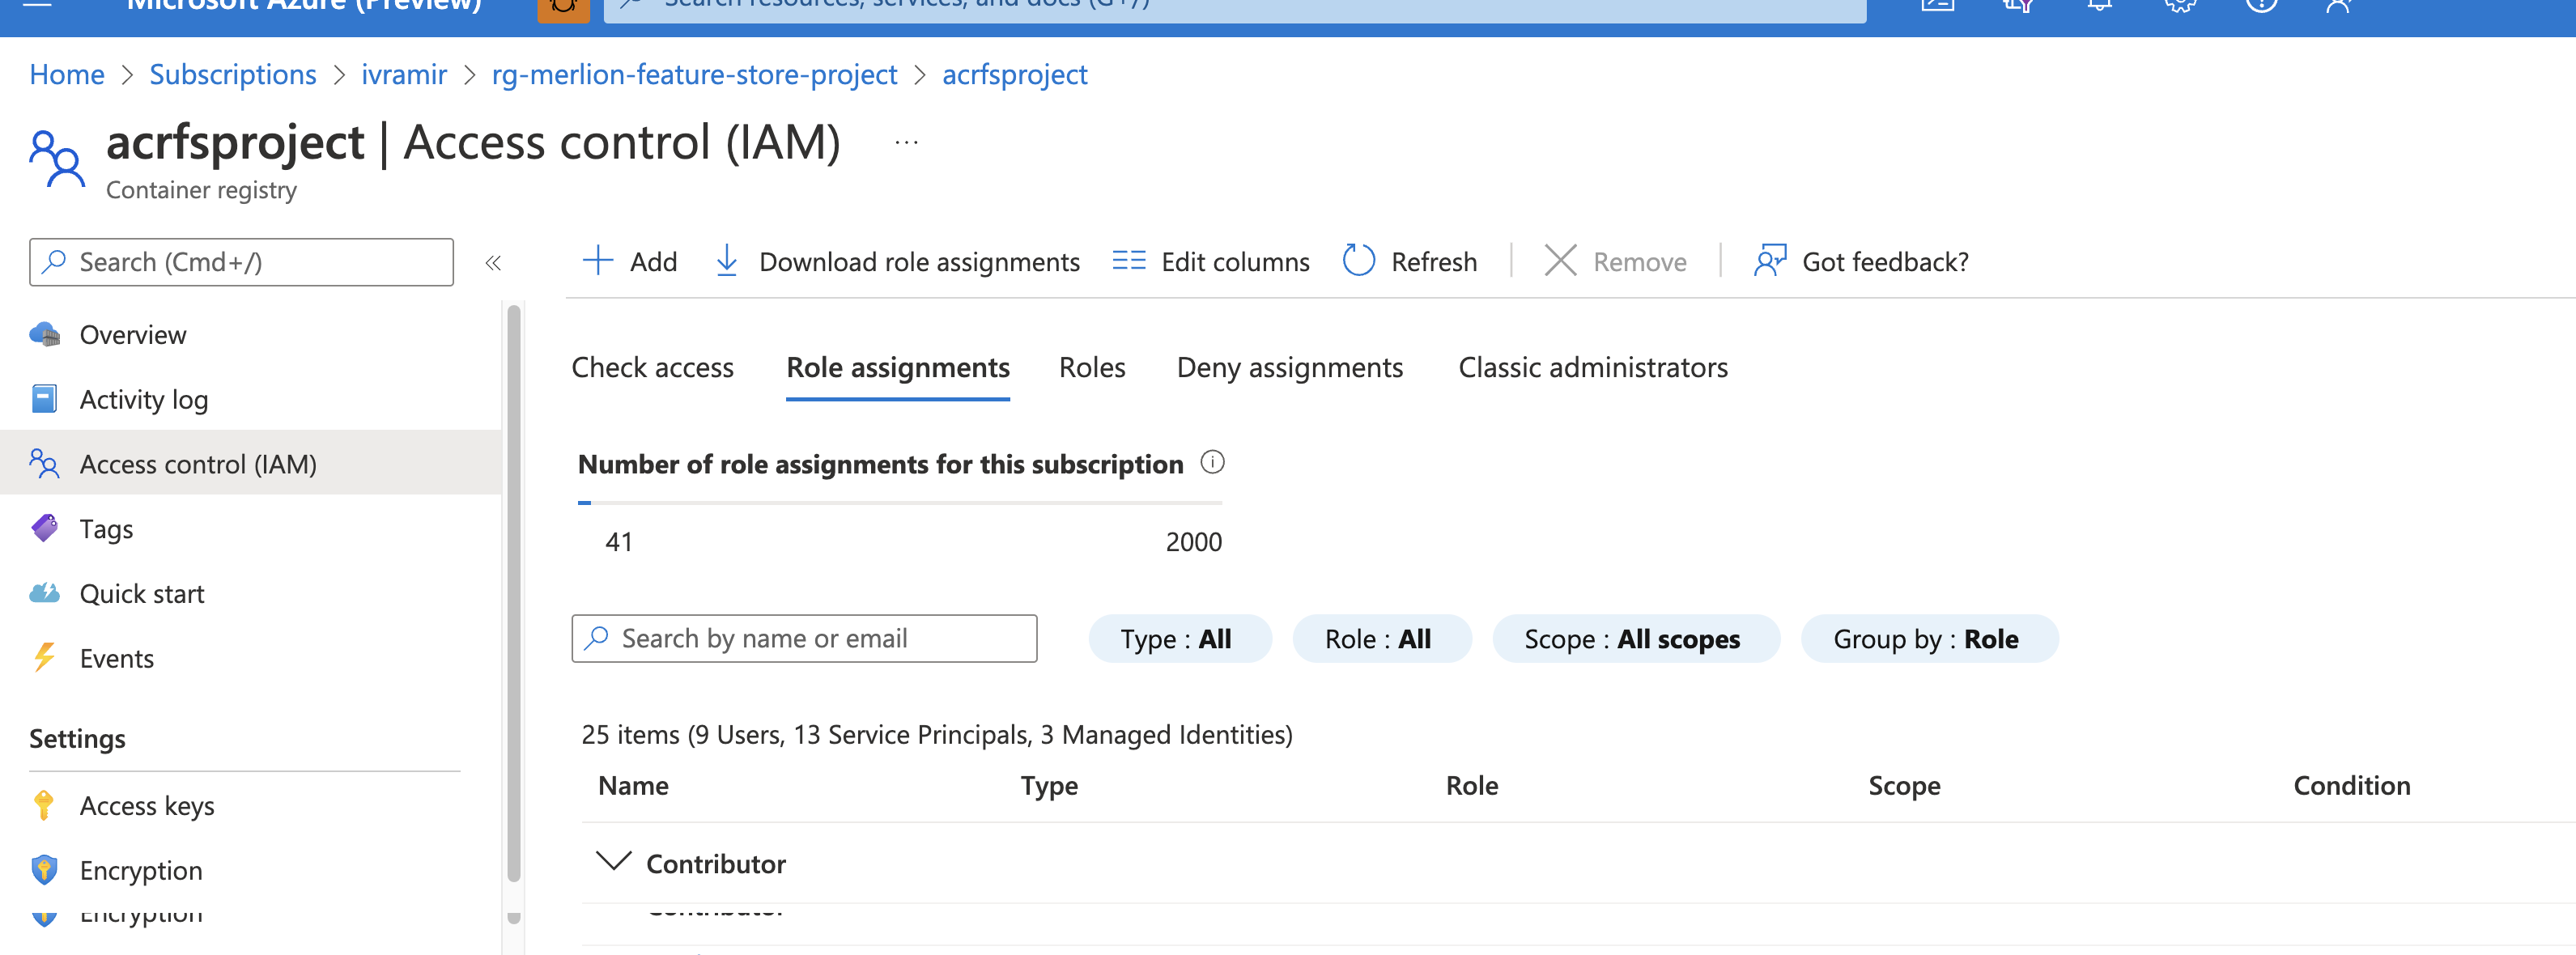 Microsoft Azure (Preview)
Search resources, services, and docs (G+/)
Home > Subscriptions > ivramir > rg-merlion-feature-store-project > acrfsproject
acrfsproject | Access control (IAM) ...
Container registry
Search (Cmd+/)
«
Add
Download role assignments
Edit columns
Refresh
Remove
Got feedback?
Overview
Activity log
Access control (IAM)
Tags
Quick start
Events
Settings
Access keys
Encryption
Encryption
Check access
Role assignments
Roles
Deny assignments
Classic administrators
Number of role assignments for this subscription
41
2000
Search by name or email
Type : All
Role : All
Scope : All scopes
Group by : Role
25 items (9 Users, 13 Service Principals, 3 Managed Identities)
Name
Type
Role
Scope
Condition
Contributor
Contributor